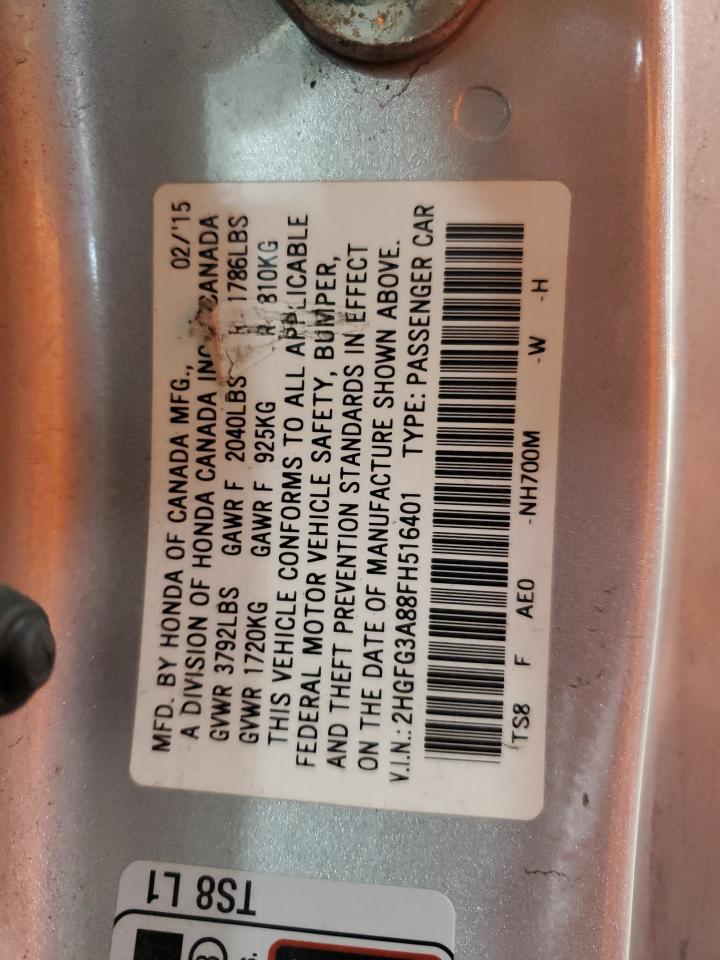 MFD. BY HONDA OF CANADA MFG., 02/'15
A DIVISION OF HONDA CANADA INC., CANADA
GVWR 3792LBS GAWR F 2040LBS R 1786LBS
GVWR 1720KG GAWR F 925KG R 810KG
THIS VEHICLE CONFORMS TO ALL APPLICABLE
FEDERAL MOTOR VEHICLE SAFETY, BUMPER,
AND THEFT PREVENTION STANDARDS IN EFFECT
ON THE DATE OF MANUFACTURE SHOWN ABOVE.
V.I.N.: 2HGFG3A88FH516401 TYPE: PASSENGER CAR
TS8 F AE0 -NH700M -W -H
TS8 L1